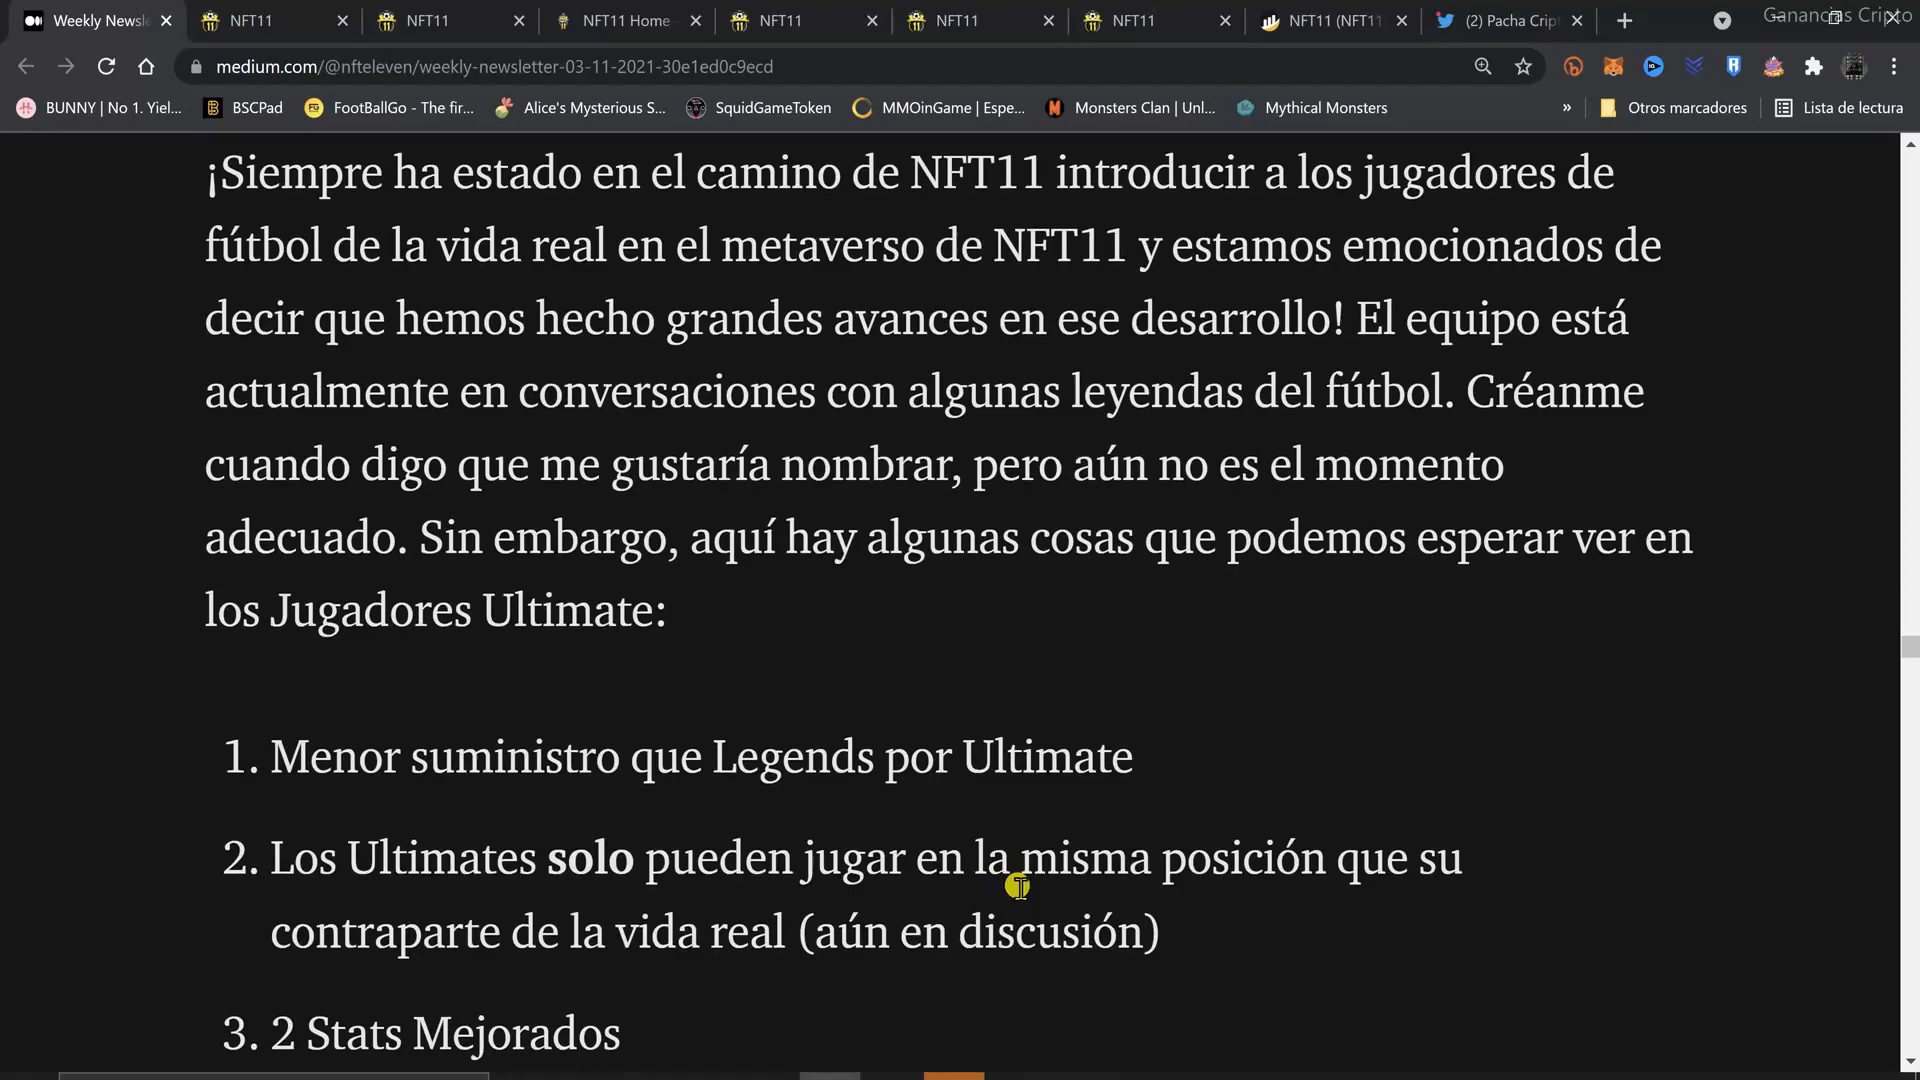 Weekly Newsl
NFT11
NFT11
NFT11 Home
NFT11
NFT11
NFT11
NFT11 (NFT11
(2) Pacha Crip
Ganancias Cripto
medium.com/@nfteleven/weekly-newsletter-03-11-2021-30e1ed0c9ecd
BUNNY | No 1. Yiel...
BSCPad
FootBallGo - The fir...
Alice's Mysterious S...
SquidGameToken
MMOinGame | Espe...
Monsters Clan | Unl...
Mythical Monsters
»
Otros marcadores
Lista de lectura
¡Siempre ha estado en el camino de NFT11 introducir a los jugadores de
fútbol de la vida real en el metaverso de NFT11 y estamos emocionados de
decir que hemos hecho grandes avances en ese desarrollo! El equipo está
actualmente en conversaciones con algunas leyendas del fútbol. Créanme
cuando digo que me gustaría nombrar, pero aún no es el momento
adecuado. Sin embargo, aquí hay algunas cosas que podemos esperar ver en
los Jugadores Ultimate:
1. Menor suministro que Legends por Ultimate
2. Los Ultimates solo pueden jugar en la misma posición que su
contraparte de la vida real (aún en discusión)
3. 2 Stats Mejorados